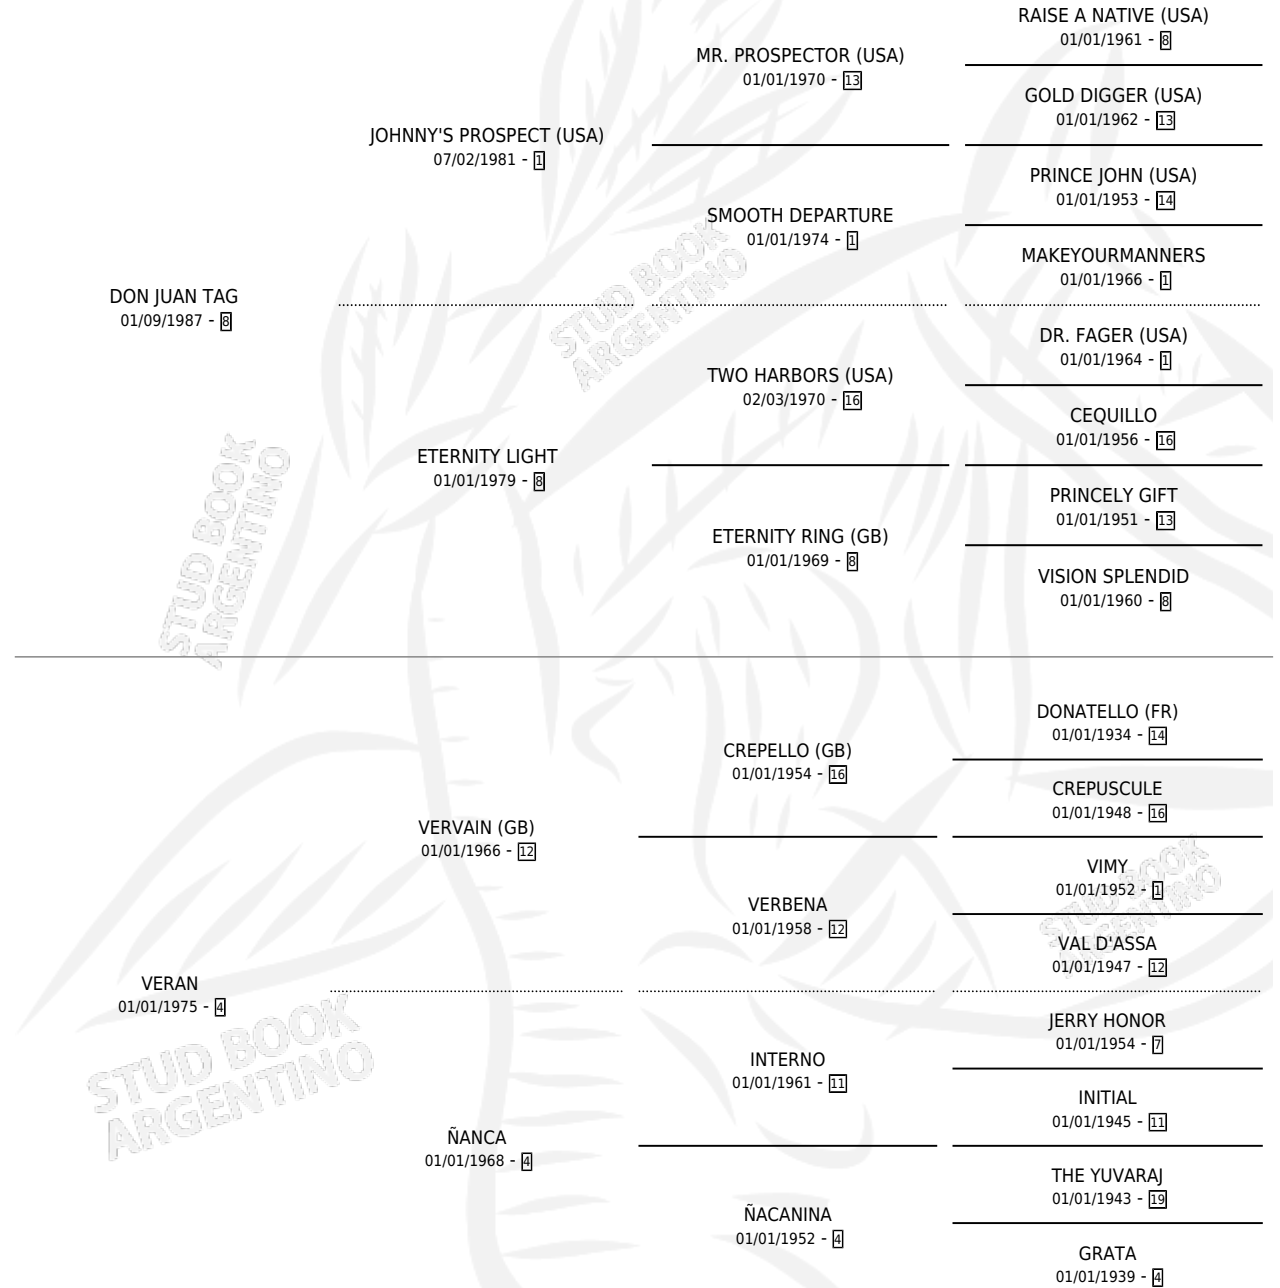 RAISE A NATIVE (USA)
01/01/1961 - 8
MR. PROSPECTOR (USA)
01/01/1970 - 13
GOLD DIGGER (USA)
01/01/1962 - 13
JOHNNY'S PROSPECT (USA)
07/02/1981 - 1
PRINCE JOHN (USA)
01/01/1953 - 14
SMOOTH DEPARTURE
01/01/1974 - 1
MAKEYOURMANNERS
01/01/1966 - 1
DON JUAN TAG
01/09/1987 - 8
DR. FAGER (USA)
01/01/1964 - 1
TWO HARBORS (USA)
02/03/1970 - 16
CEQUILLO
01/01/1956 - 16
ETERNITY LIGHT
01/01/1979 - 8
PRINCELY GIFT
01/01/1951 - 13
ETERNITY RING (GB)
01/01/1969 - 8
VISION SPLENDID
01/01/1960 - 8
DONATELLO (FR)
01/01/1934 - 14
CREPELLO (GB)
01/01/1954 - 16
CREPUSCULE
01/01/1948 - 16
VERVAIN (GB)
01/01/1966 - 12
VIMY
01/01/1952 - 1
VERBENA
01/01/1958 - 12
VAL D'ASSA
01/01/1947 - 12
VERAN
01/01/1975 - 4
JERRY HONOR
01/01/1954 - 7
INTERNO
01/01/1961 - 11
INITIAL
01/01/1945 - 11
ÑANCA
01/01/1968 - 4
THE YUVARAJ
01/01/1943 - 19
ÑACANINA
01/01/1952 - 4
GRATA
01/01/1939 - 4
STUD BOOK
ARGENTINO
STUD BOOK
ARGENTINO
STUD BOOK
ARGENTINO
STUD BOOK
ARGENTINO